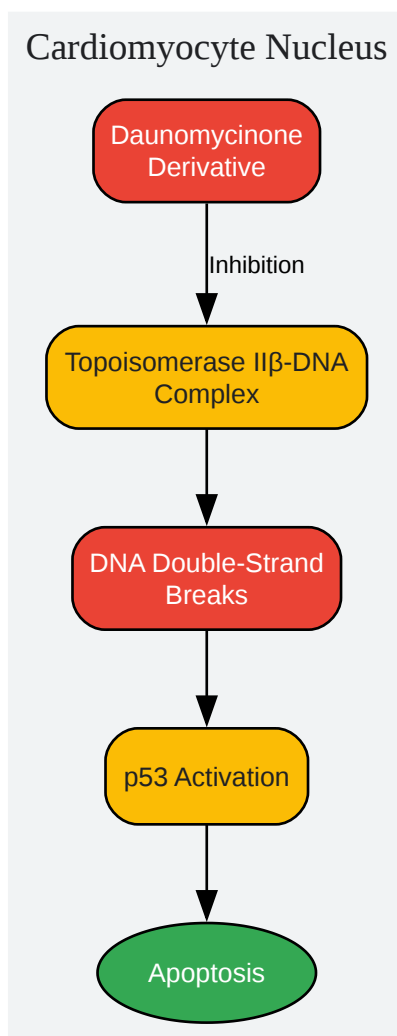 Cardiomyocyte Nucleus
Daunomycinone
Derivative
Inhibition
Topoisomerase IIβ-DNA
Complex
DNA Double-Strand
Breaks
p53 Activation
Apoptosis